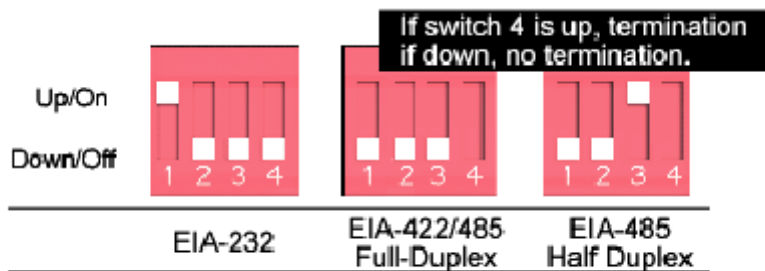 If switch 4 is up, termination
if down, no termination.
Up/On
Down/Off
1 2 3 4
1 2 3 4
1 2 3 4
EIA-232
EIA-422/485
Full-Duplex
EIA-485
Half Duplex